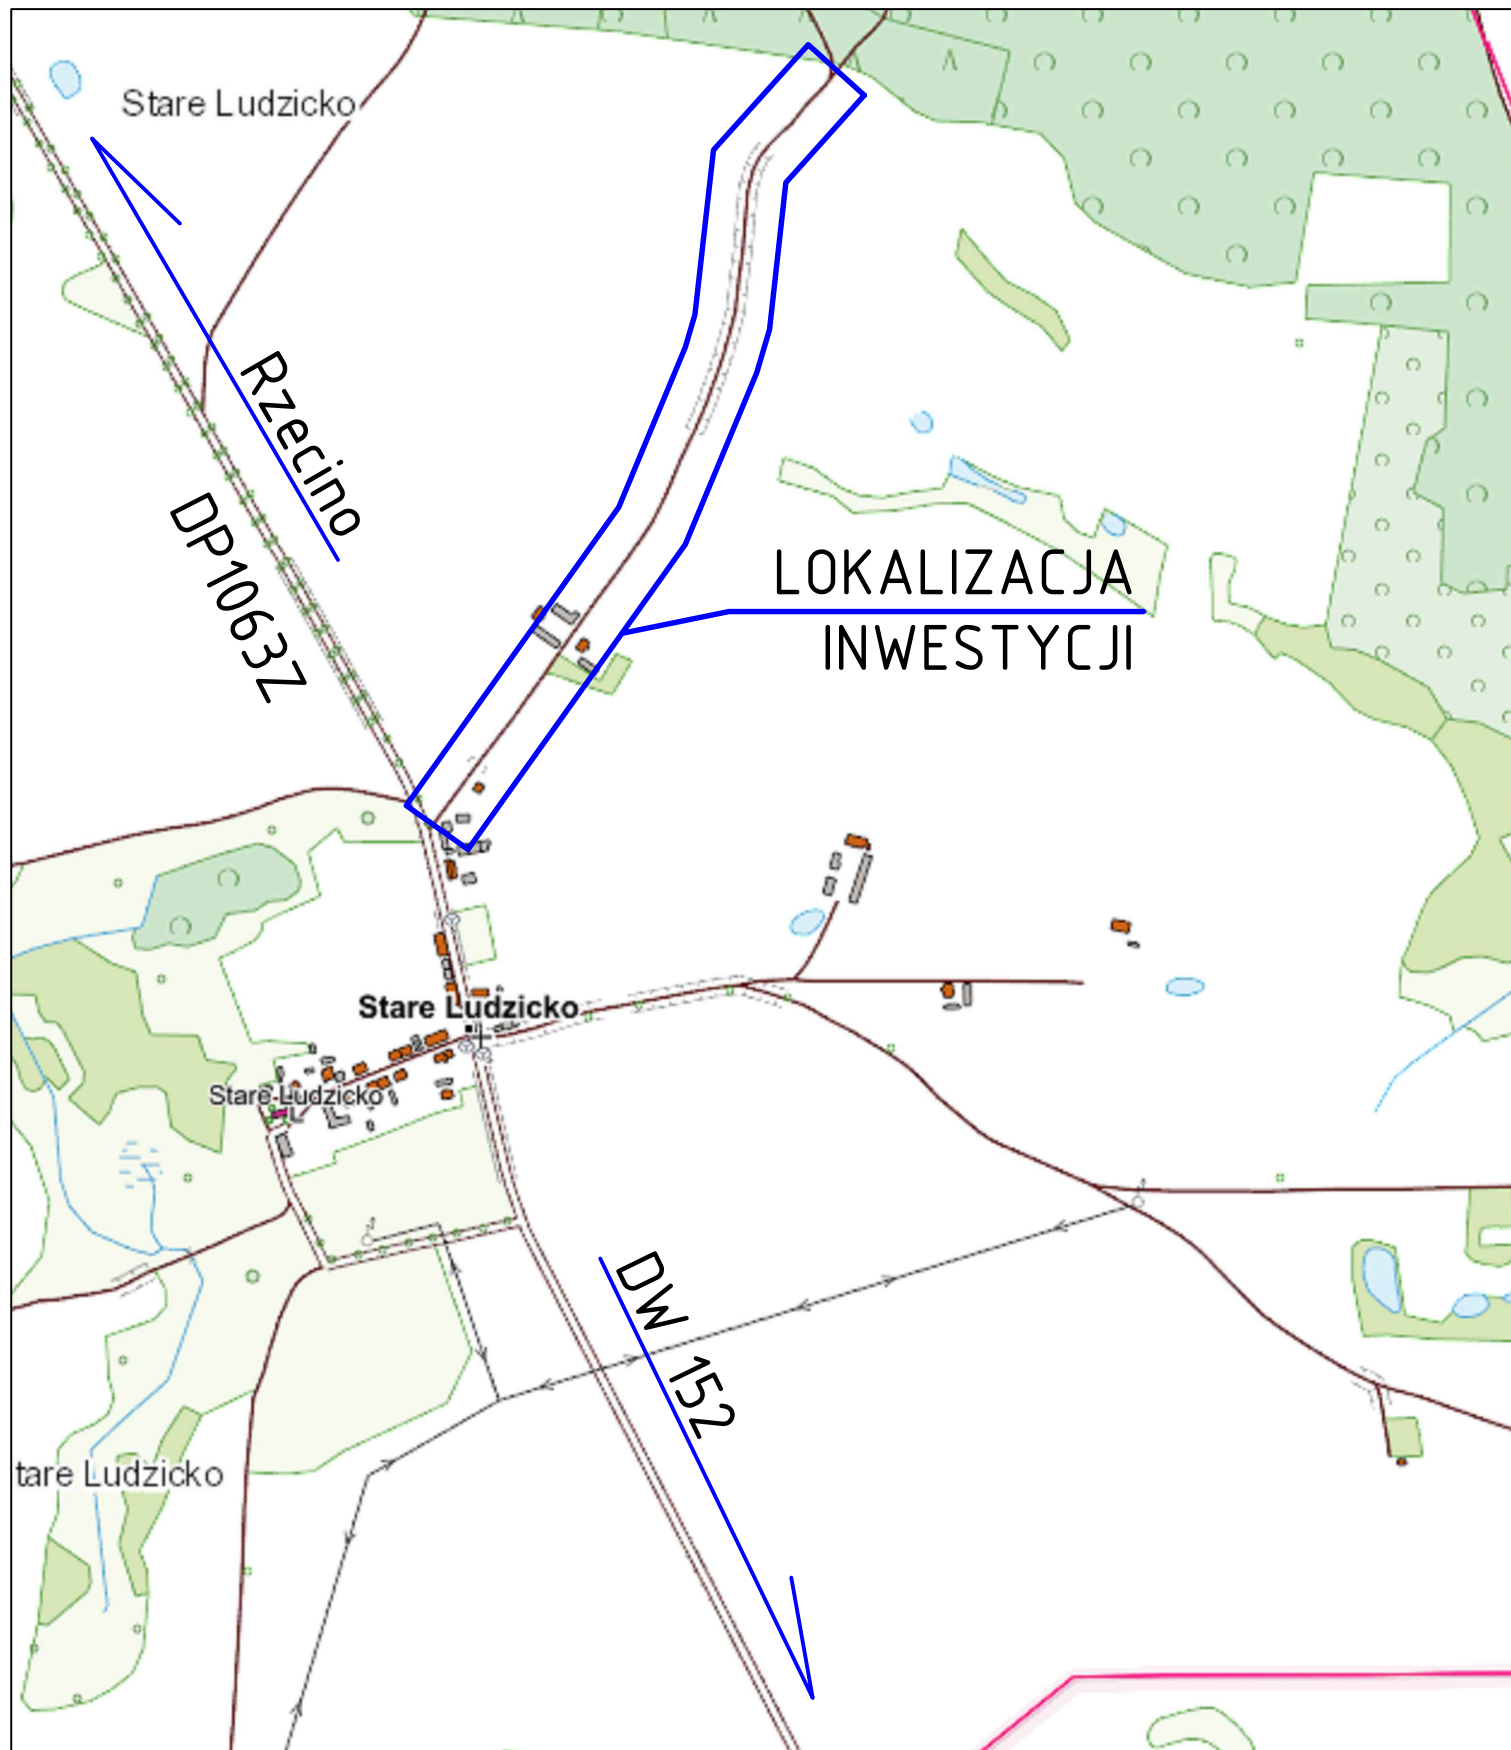 Stare Ludzicko
Rzecino
DP1063Z
LOKALIZACJA
INWESTYCJI
Stare Ludzicko
Stare Ludzicko
DW 152
tare Ludzicko